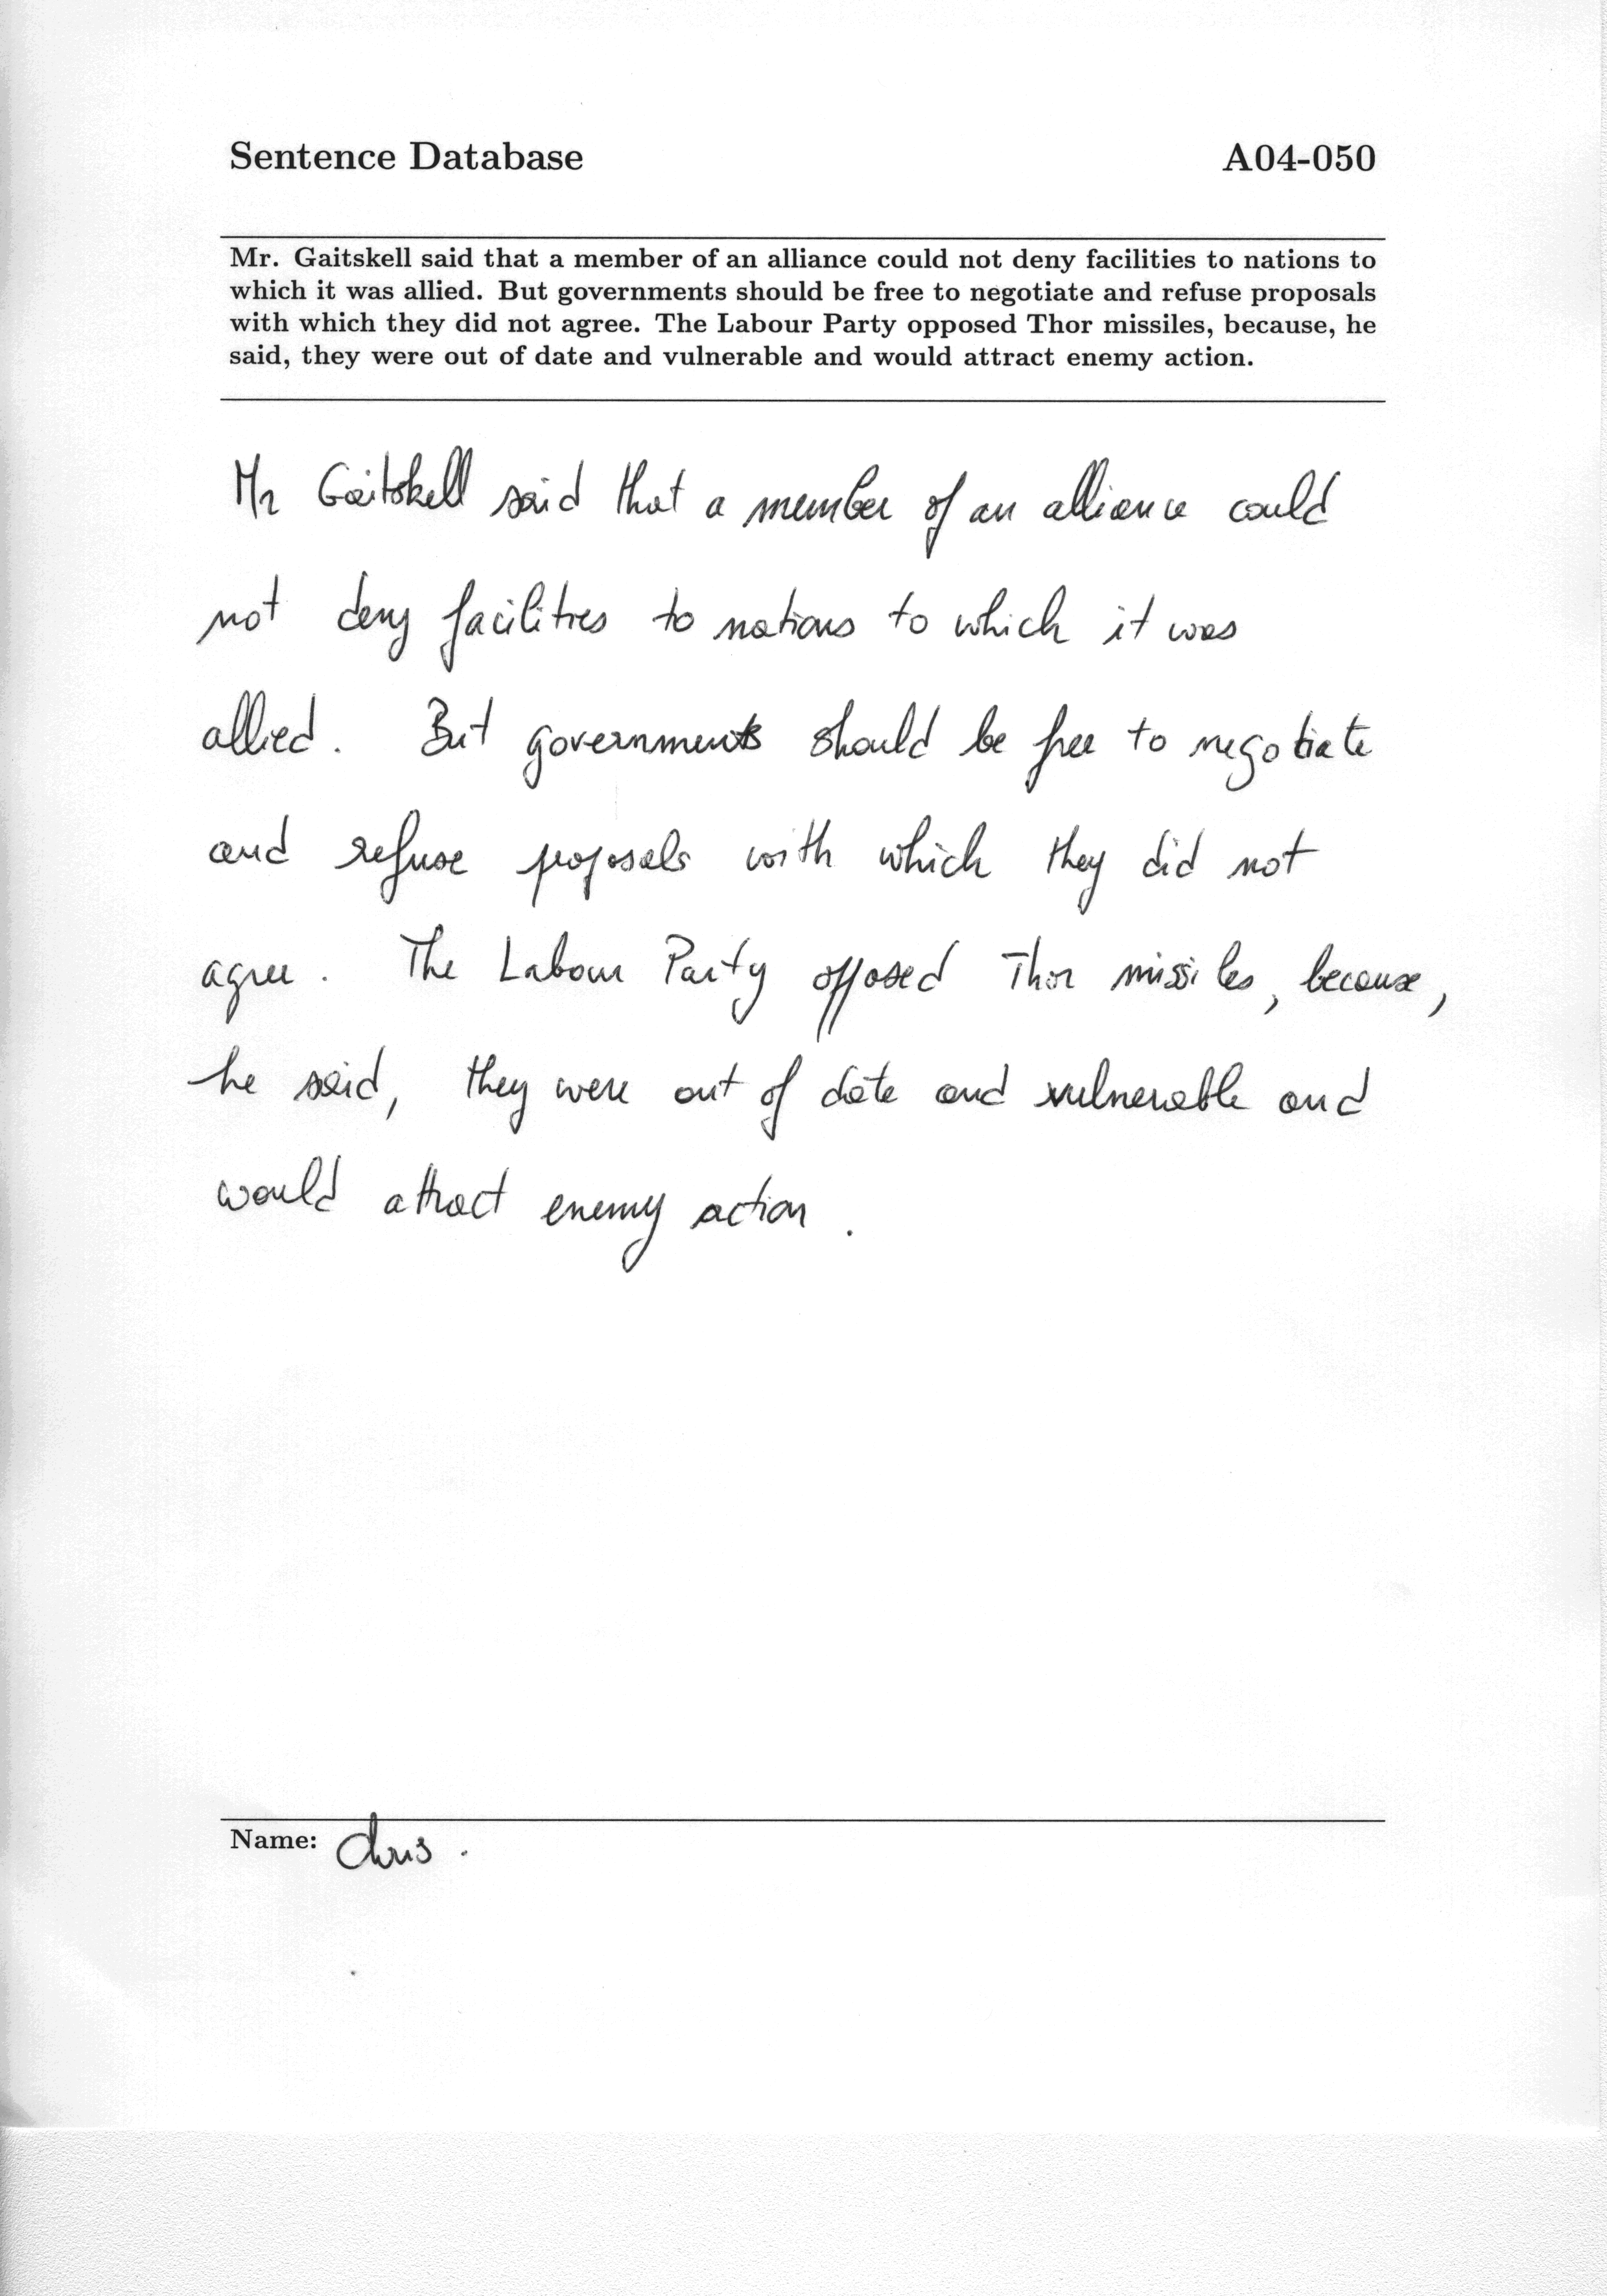 Sentence Database A04-050
Mr. Gaitskell said that a member of an alliance could not deny facilities to nations to
which it was allied. But governments should be free to negotiate and refuse proposals
with which they did not agree. The Labour Party opposed Thor missiles, because, he
said, they were out of date and vulnerable and would attract enemy action.
Mr Gaitskell said that a member of an alliance could
not deny facilities to nations to which it was
allied. But governments should be free to negotiate
and refuse proposals with which they did not
agree. The Labour Party opposed Thor missiles, because,
he said, they were out of date and vulnerable and
would attract enemy action.
Name: Chris.